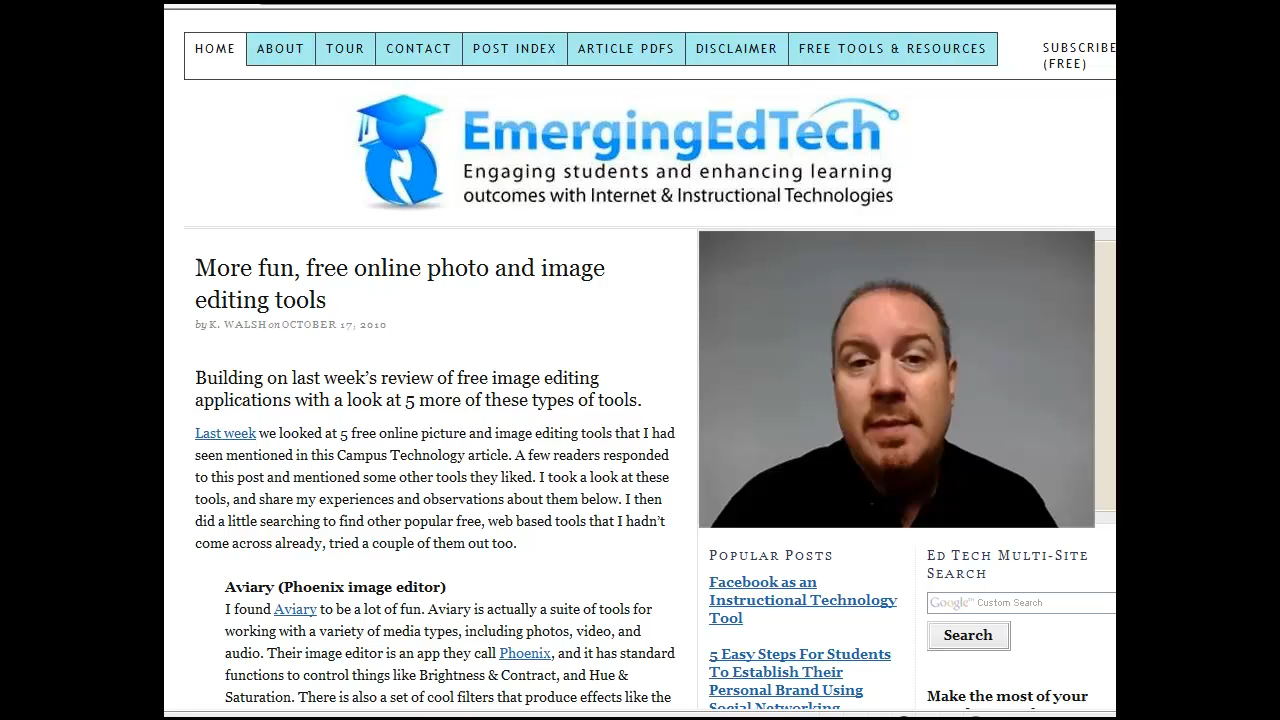 HOME ABOUT TOUR CONTACT POST INDEX ARTICLE PDFS DISCLAIMER FREE TOOLS & RESOURCES SUBSCRIBE
(FREE)
EmergingEdTech
Engaging students and enhancing learning
outcomes with Internet & Instructional Technologies
More fun, free online photo and image
editing tools
by K. WALSH on OCTOBER 17, 2010
Building on last week's review of free image editing
applications with a look at 5 more of these types of tools.
Last week we looked at 5 free online picture and image editing tools that I had
seen mentioned in this Campus Technology article. A few readers responded
to this post and mentioned some other tools they liked. I took a look at these
tools, and share my experiences and observations about them below. I then
did a little searching to find other popular free, web based tools that I hadn't
come across already, tried a couple of them out too.
Aviary (Phoenix image editor)
I found Aviary to be a lot of fun. Aviary is actually a suite of tools for
working with a variety of media types, including photos, video, and
audio. Their image editor is an app they call Phoenix, and it has standard
functions to control things like Brightness & Contract, and Hue &
Saturation. There is also a set of cool filters that produce effects like the
POPULAR POSTS
Facebook as an
Instructional Technology
Tool
5 Easy Steps For Students
To Establish Their
Personal Brand Using
Social Networking
ED TECH MULTI-SITE
SEARCH
Google™ Custom Search
Search
Make the most of your